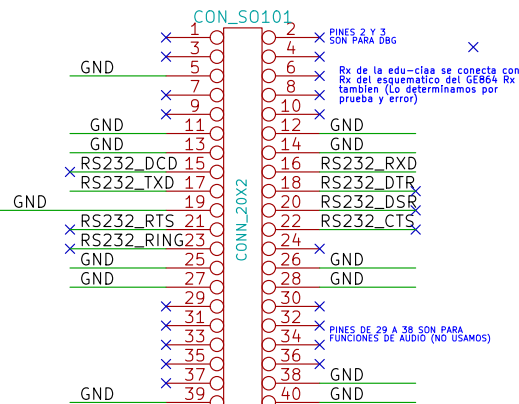 CON_SO101
1 2 PINES 2 Y 3
SON PARA DBG
3 4
GND 5 6 Rx de la edu-ciaa se conecta con
Rx del esquematico del GE864 Rx
7 8 tambien (Lo determinamos por
prueba y error)
9 10
GND 11 12 GND
GND 13 14 GND
RS232_DCD 15 16 RS232_RXD
RS232_TXD 17 18 RS232_DTR
GND 19 20 RS232_DSR
RS232_RTS 21 22 RS232_CTS
RS232_RING 23 24
GND 25 26 GND
GND 27 28 GND
29 30
31 32 PINES DE 29 A 38 SON PARA
33 34 FUNCIONES DE AUDIO (NO USAMOS)
35 36
37 38 GND
GND 39 40 GND
CONN_20X2